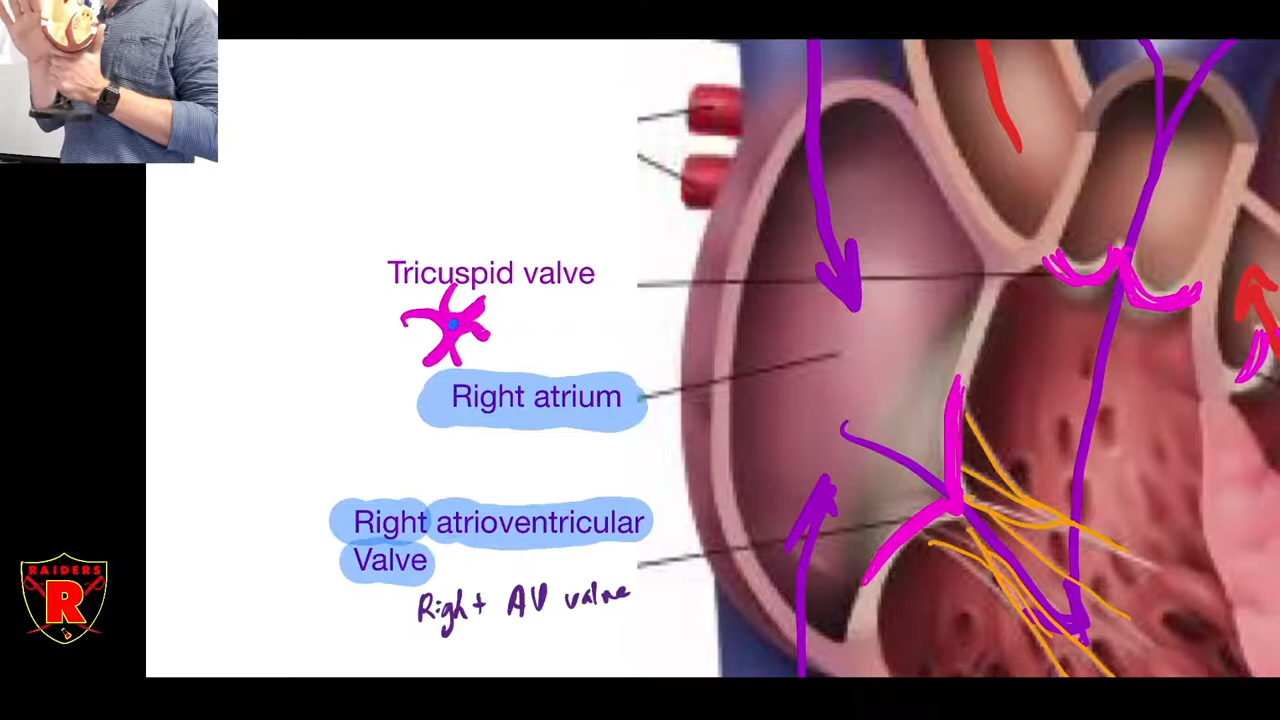 Tricuspid valve
Right atrium
Right atrioventricular
Valve
Right AV valve
RAIDERS
R